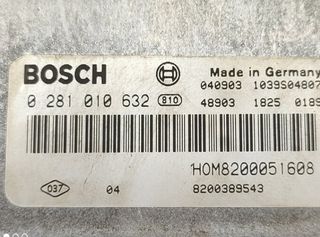 BOSCH
Made in Germany
040903 1039S04807
0 281 010 632 810
48903 1825 0189
HOM8200051608
037 04 8200389543